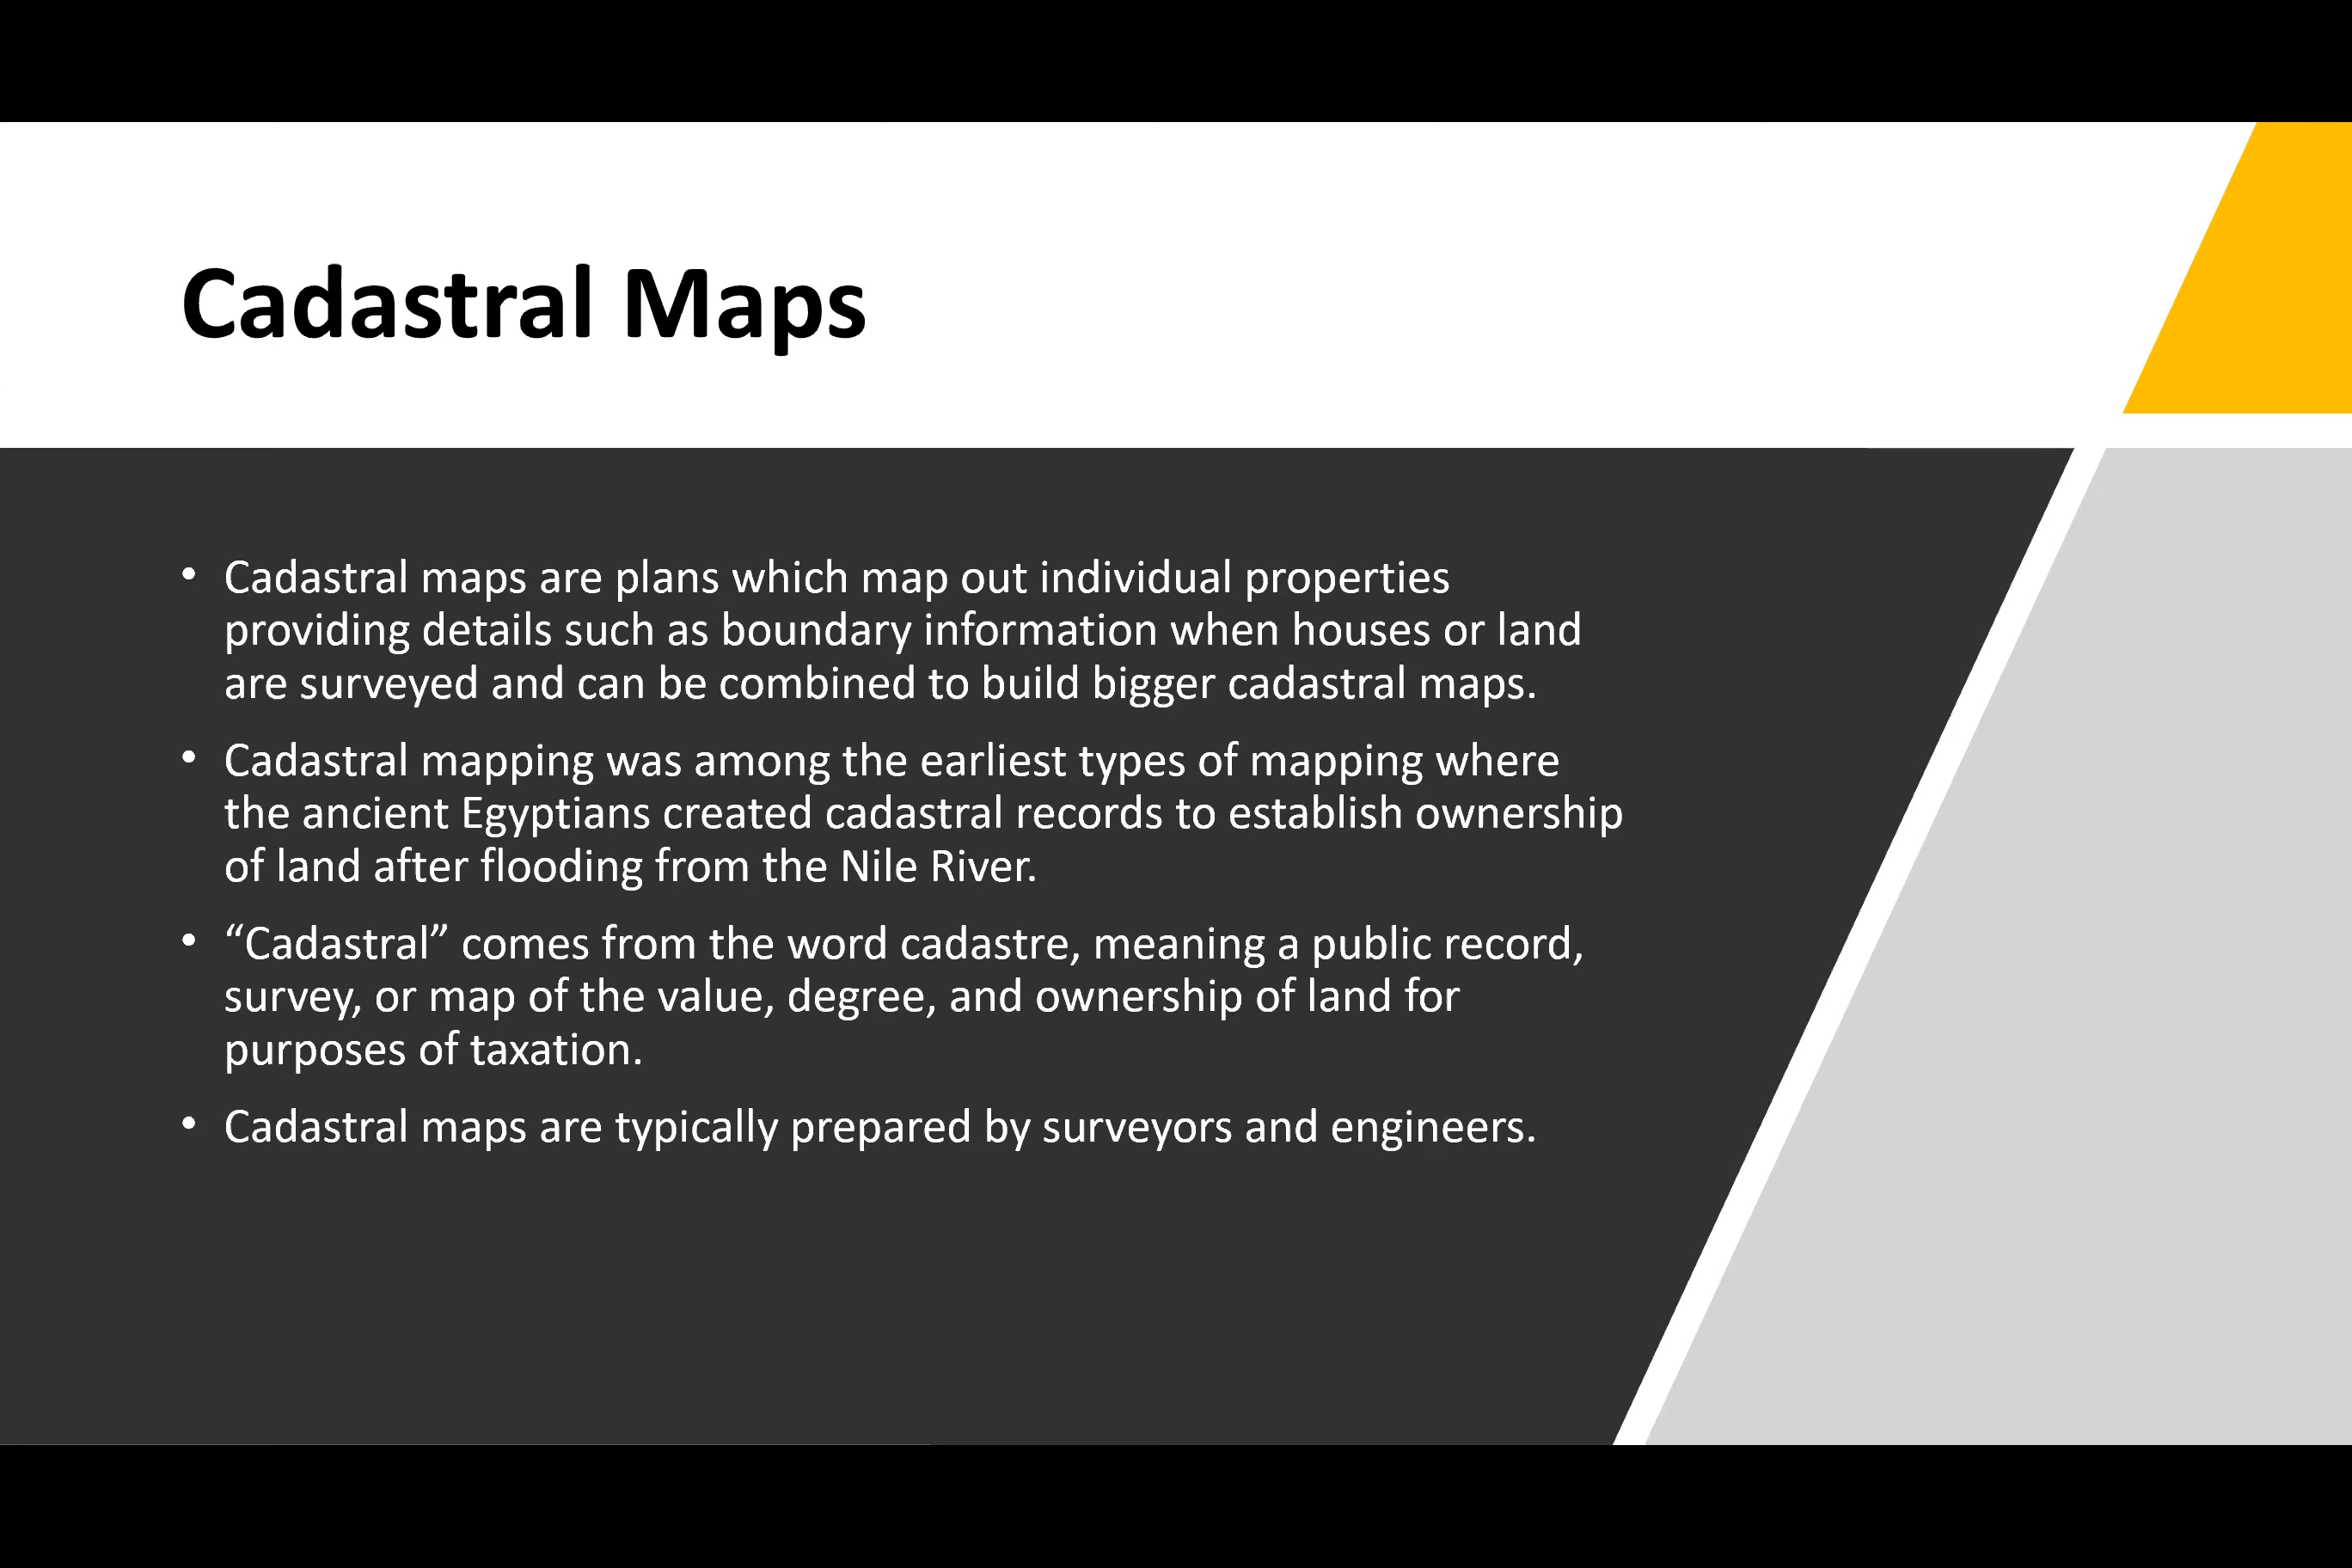 Cadastral Maps
• Cadastral maps are plans which map out individual properties
providing details such as boundary information when houses or land
are surveyed and can be combined to build bigger cadastral maps.
• Cadastral mapping was among the earliest types of mapping where
the ancient Egyptians created cadastral records to establish ownership
of land after flooding from the Nile River.
• “Cadastral” comes from the word cadastre, meaning a public record,
survey, or map of the value, degree, and ownership of land for
purposes of taxation.
• Cadastral maps are typically prepared by surveyors and engineers.